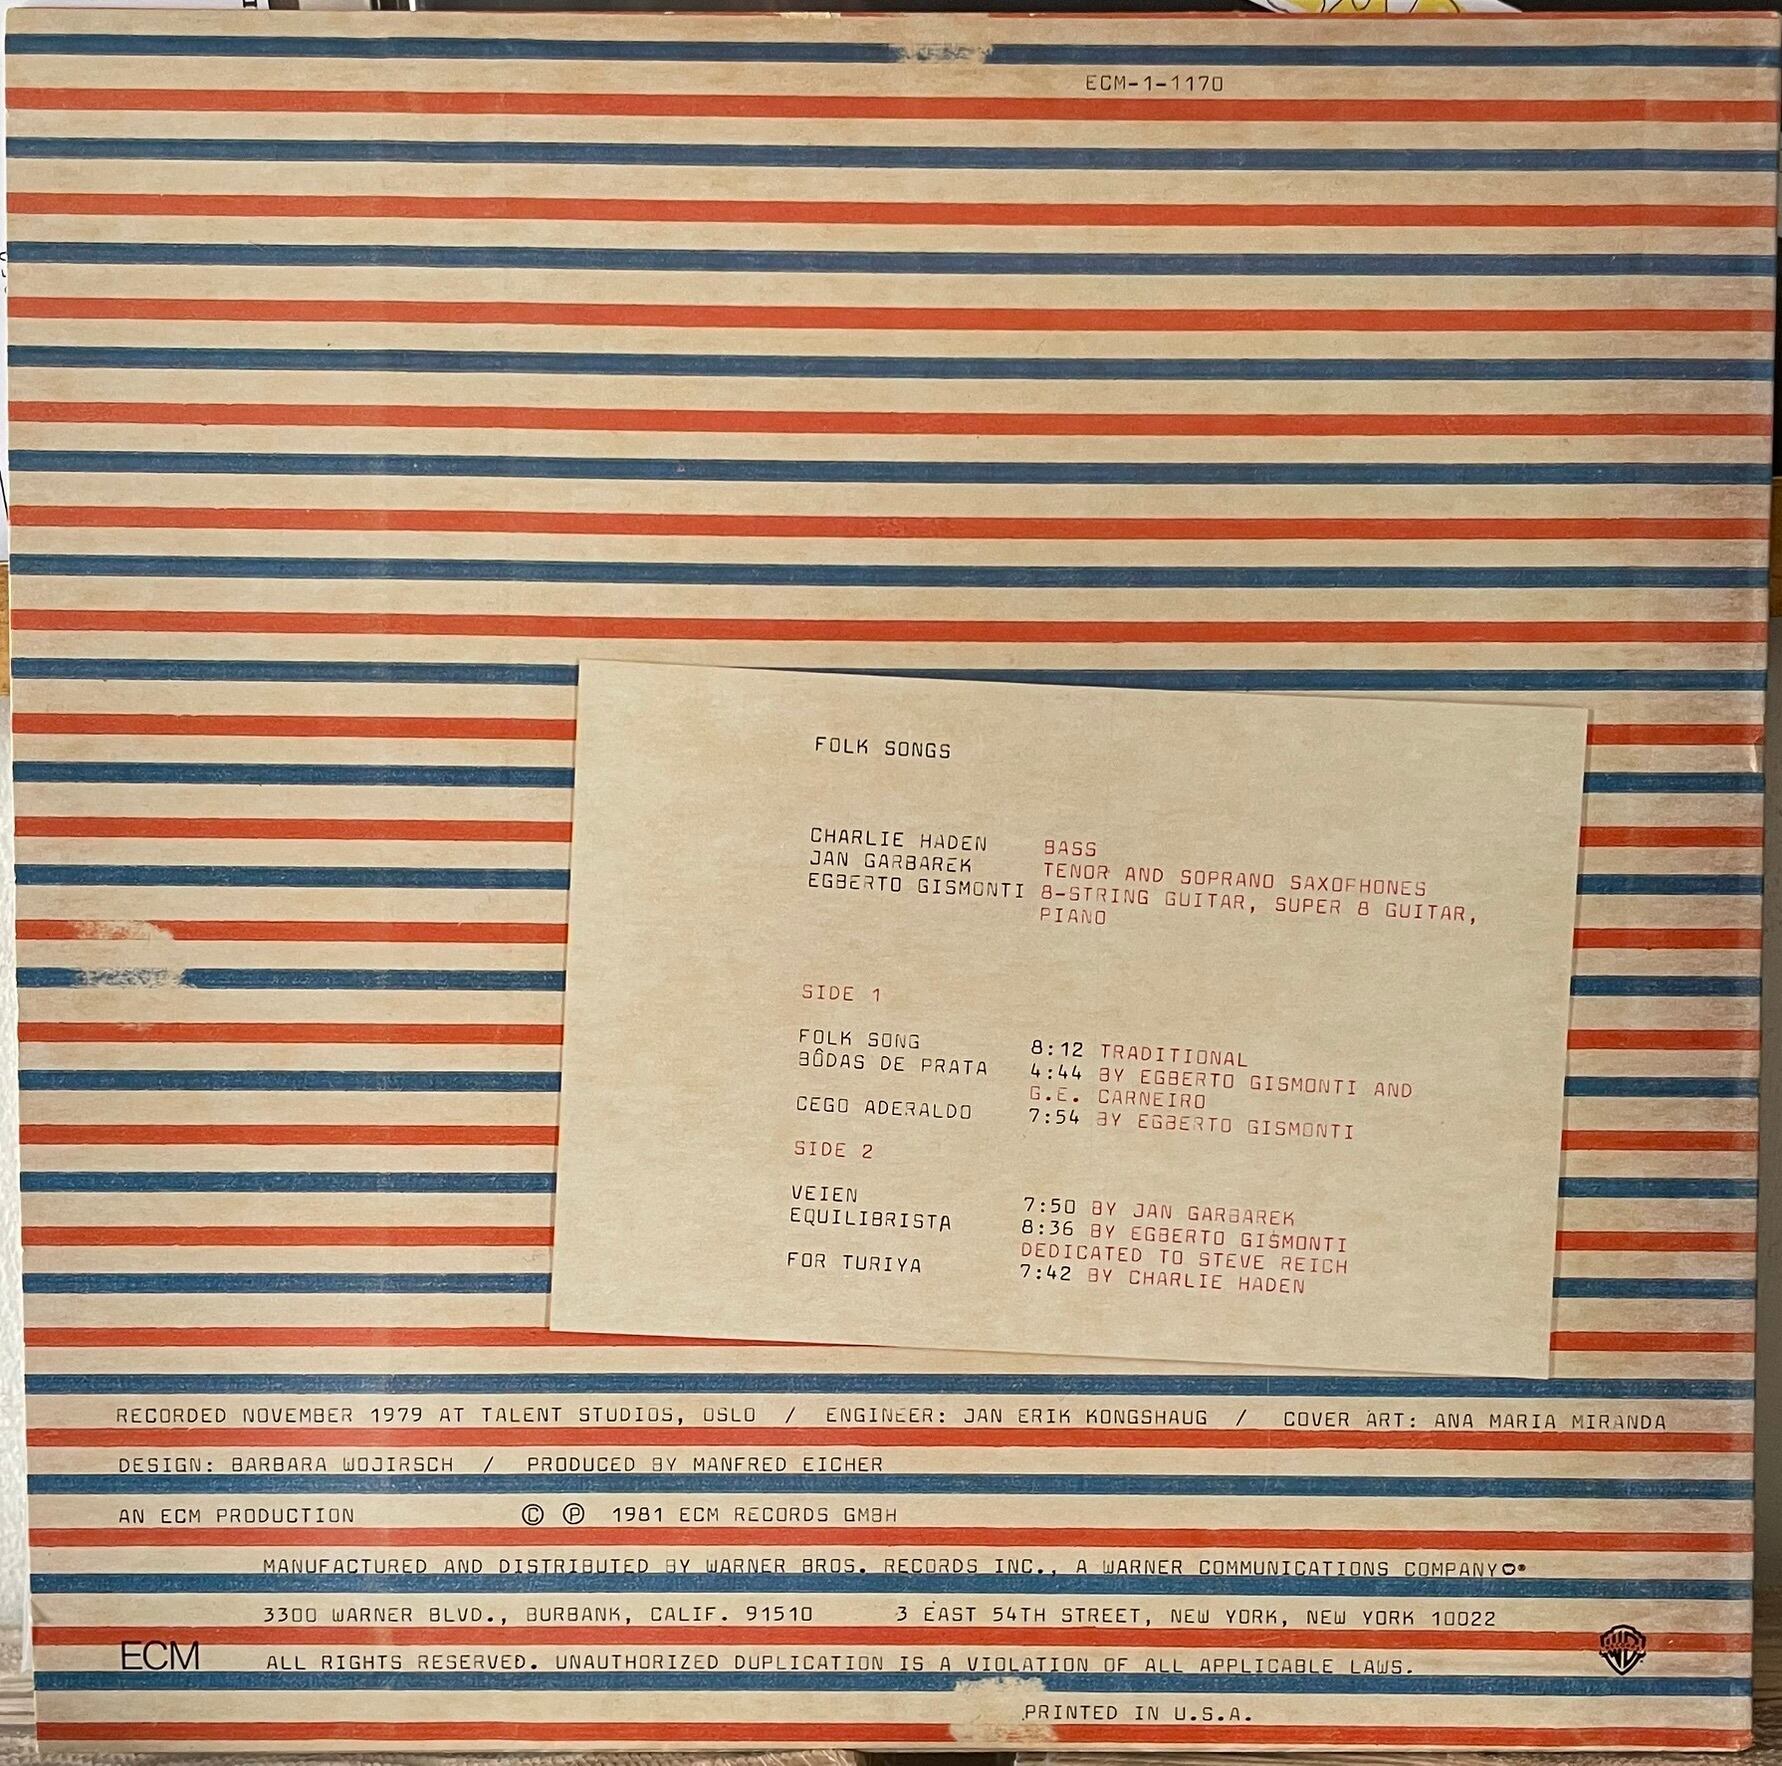 ECM-1-1170
FOLK SONGS
CHARLIE HADEN BASS
JAN GARBAREK TENOR AND SOPRANO SAXOPHONES
EGBERTO GISMONTI 8-STRING GUITAR, SUPER 8 GUITAR,
PIANO
SIDE 1
FOLK SONG 8:12 TRADITIONAL
BÔDAS DE PRATA 4:44 BY EGBERTO GISMONTI AND
G.E. CARNEIRO
CEGO ADERALDO 7:54 BY EGBERTO GISMONTI
SIDE 2
VEIEN 7:50 BY JAN GARBAREK
EQUILIBRISTA 8:36 BY EGBERTO GISMONTI
DEDICATED TO STEVE REICH
FOR TURIYA 7:42 BY CHARLIE HADEN
RECORDED NOVEMBER 1979 AT TALENT STUDIOS, OSLO / ENGINEER: JAN ERIK KONGSHAUG / COVER ART: ANA MARIA MIRANDA
DESIGN: BARBARA WOJIRSCH / PRODUCED BY MANFRED EICHER
AN ECM PRODUCTION © ℗ 1981 ECM RECORDS GMBH
MANUFACTURED AND DISTRIBUTED BY WARNER BROS. RECORDS INC., A WARNER COMMUNICATIONS COMPANY
3300 WARNER BLVD., BURBANK, CALIF. 91510 3 EAST 54TH STREET, NEW YORK, NEW YORK 10022
ECM ALL RIGHTS RESERVED. UNAUTHORIZED DUPLICATION IS A VIOLATION OF ALL APPLICABLE LAWS.
PRINTED IN U.S.A.